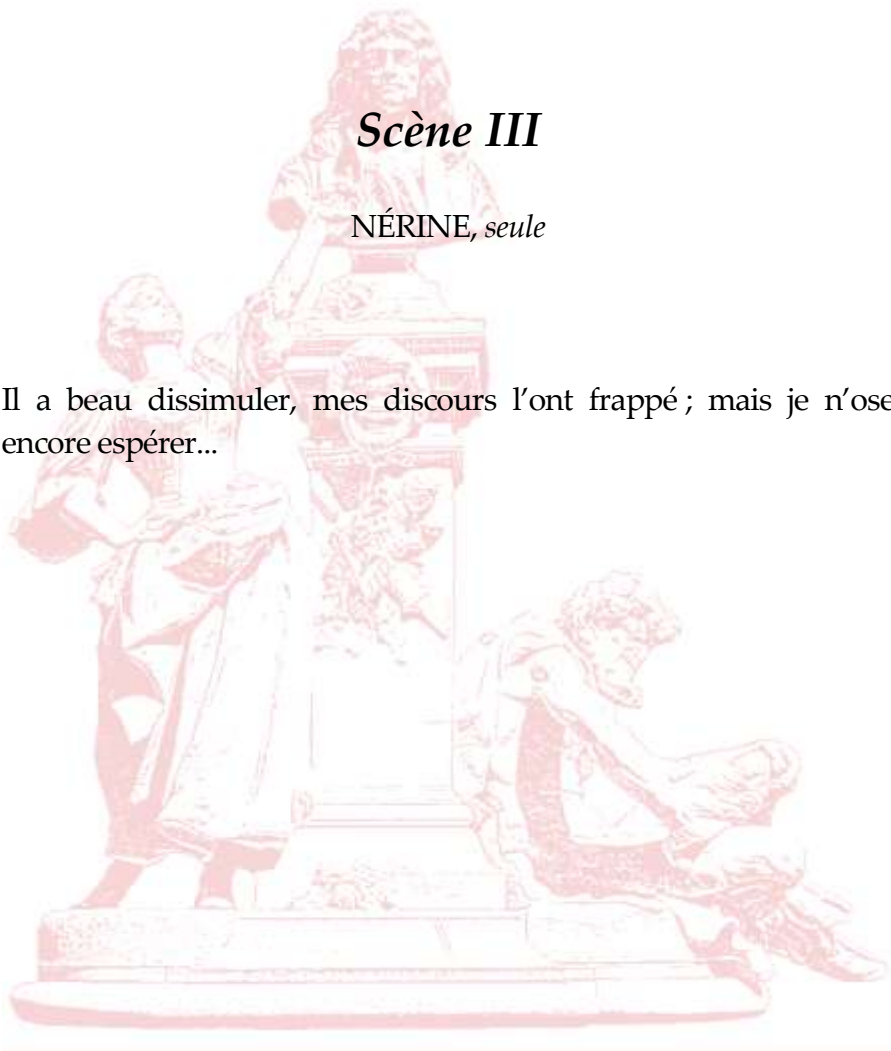 Scène III
NÉRINE, seule
Il a beau dissimuler, mes discours l'ont frappé ; mais je n’ose
encore espérer...